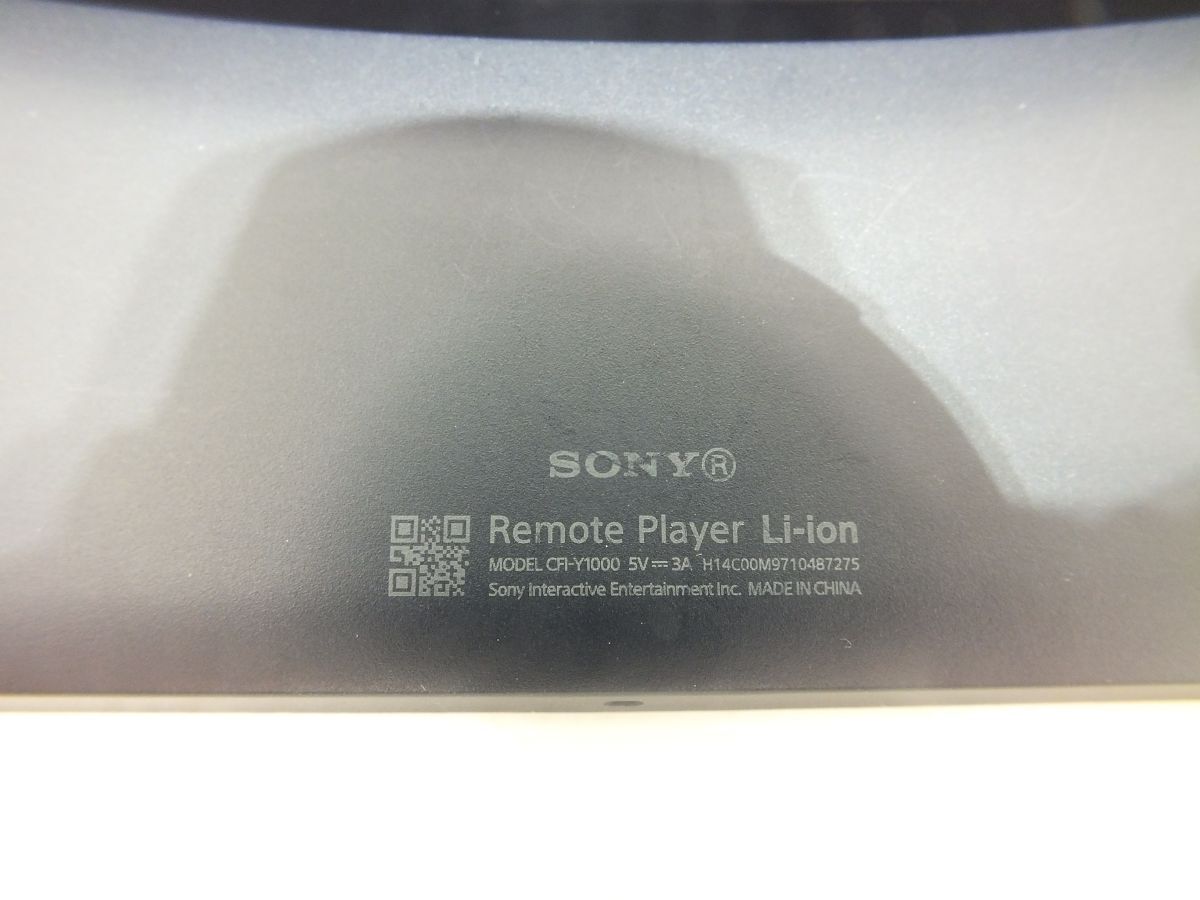 SONY®
Remote Player Li-ion
MODEL CFI-Y1000 5V⎓3A H14C00M9710487275
Sony Interactive Entertainment Inc. MADE IN CHINA